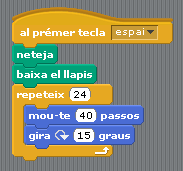 al prémer tecla espai
neteja
baixa el llapis
repeteix 24
mou-te 40 passos
gira 15 graus